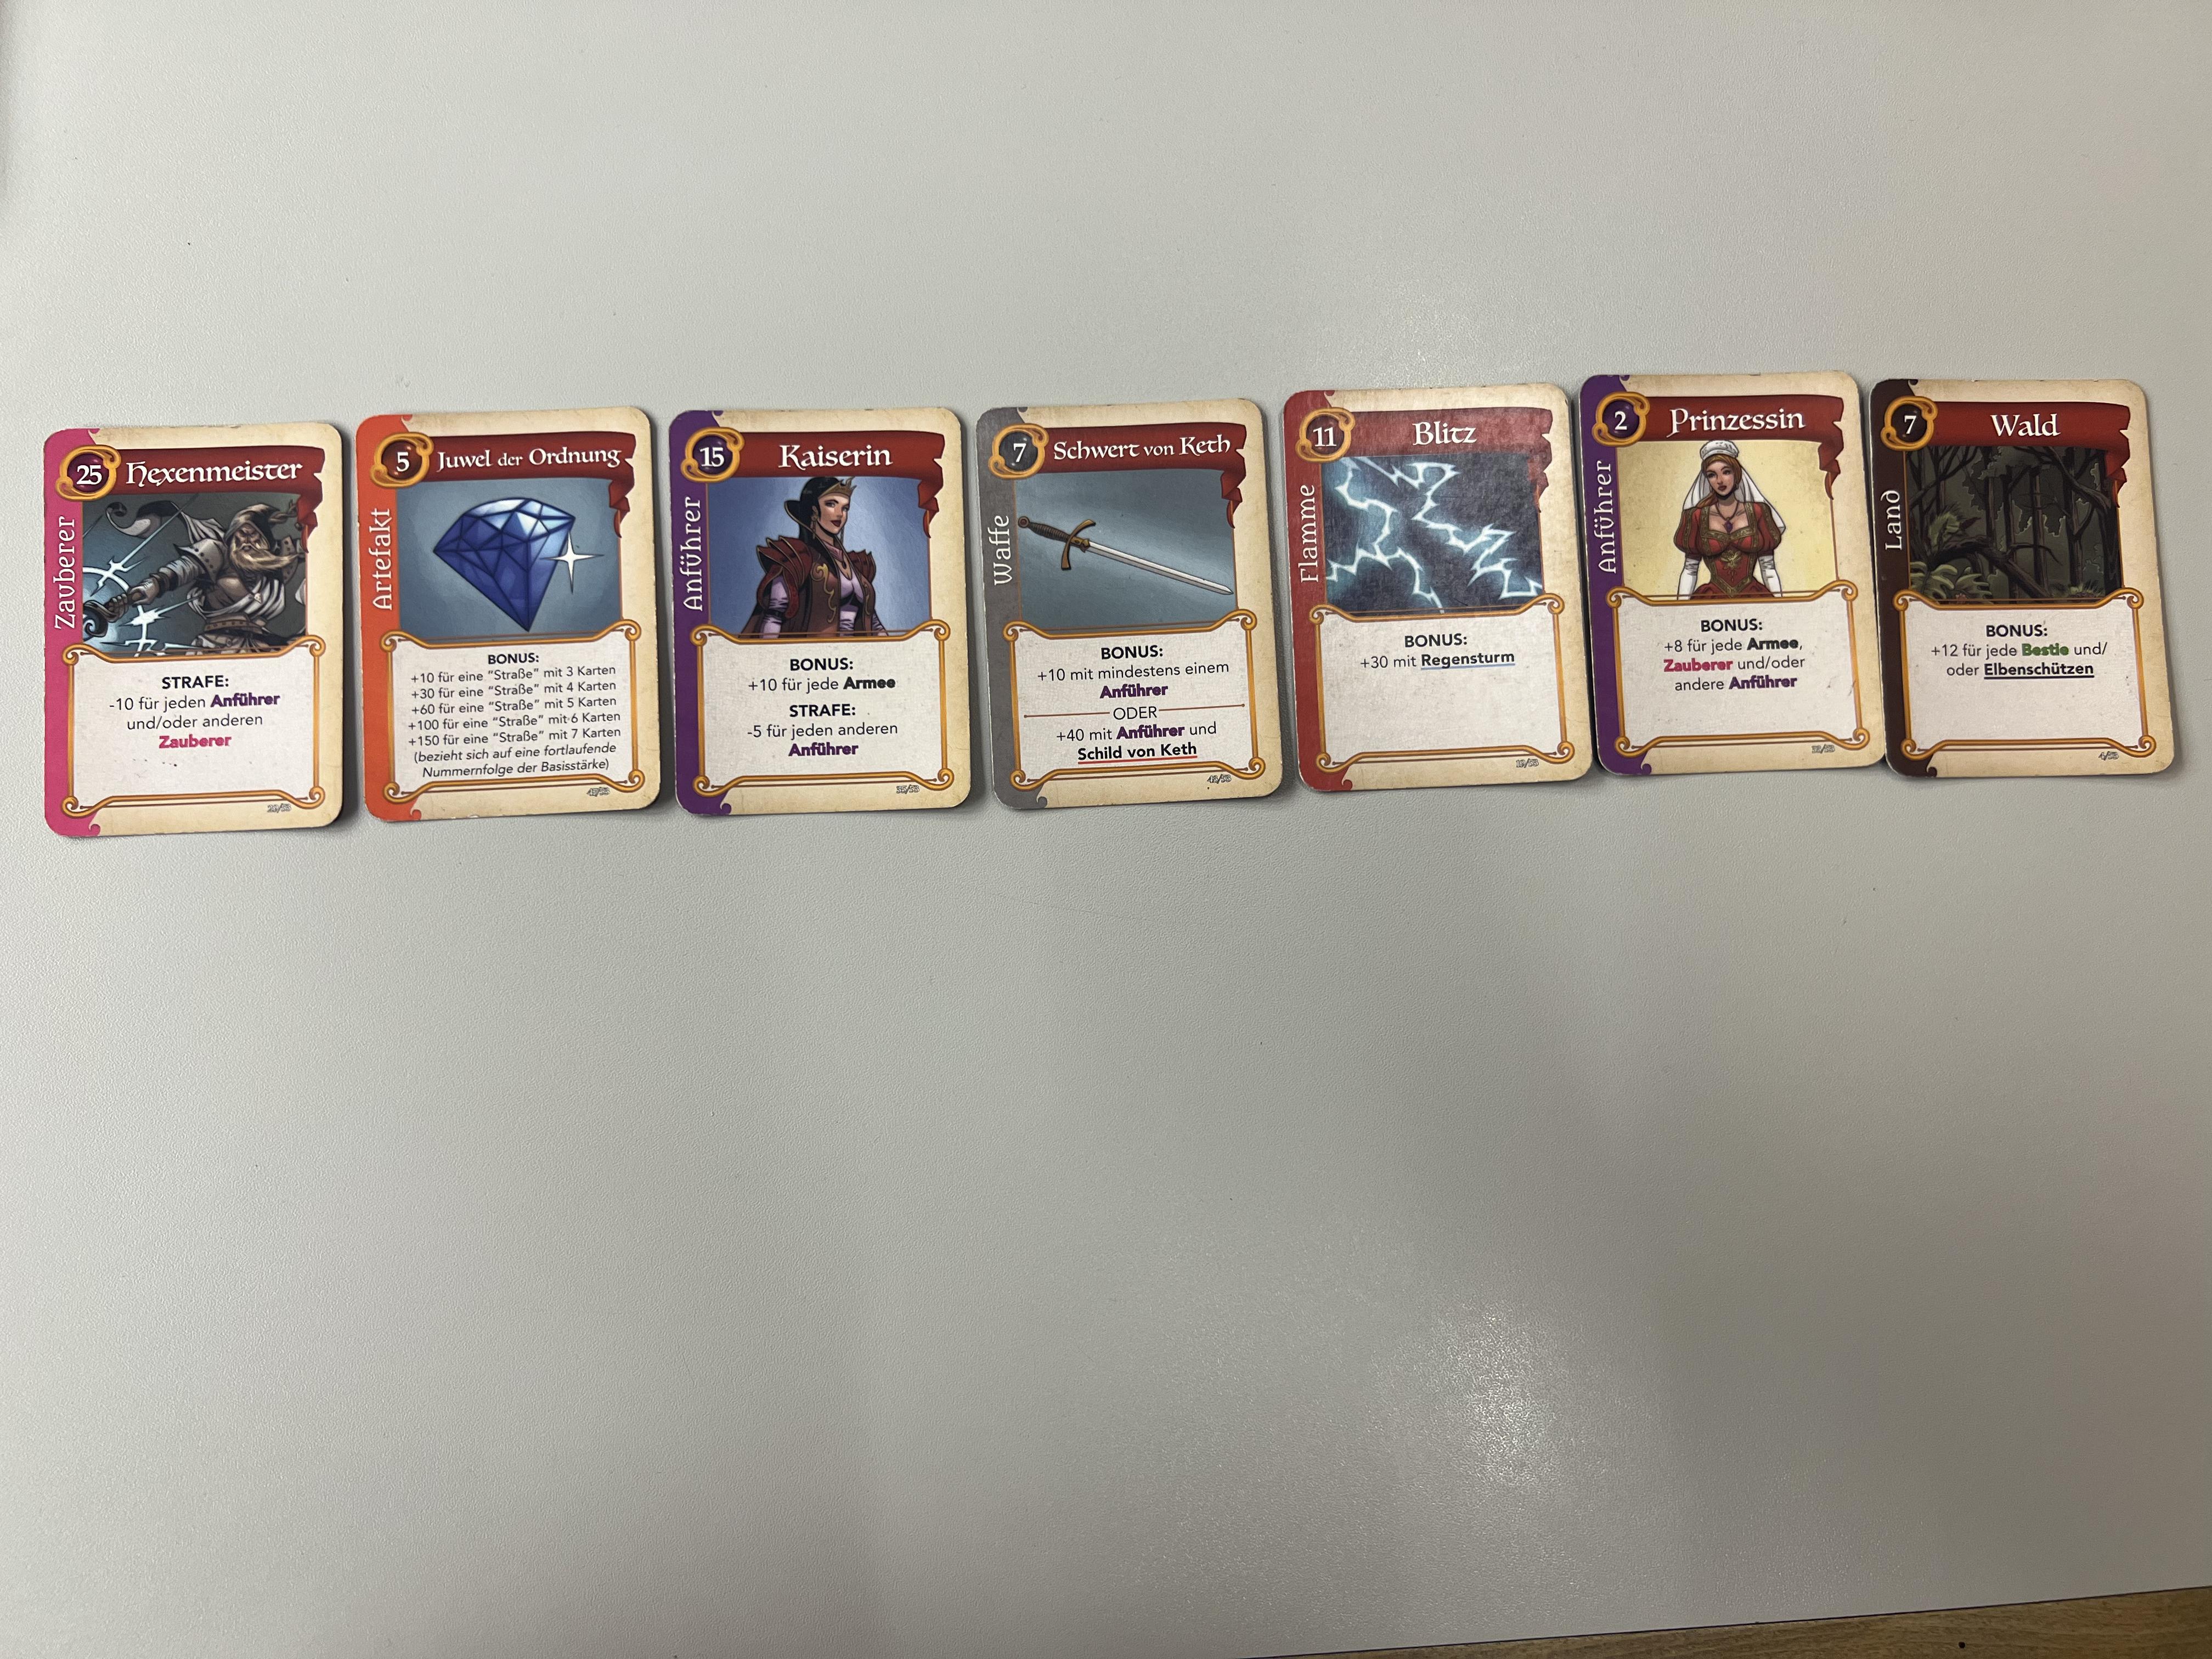 Zauberer
25 Hexenmeister
STRAFE:
-10 für jeden Anführer
und/oder anderen
Zauberer
Artefakt
5 Juwel der Ordnung
BONUS:
+10 für eine "Straße" mit 3 Karten
+30 für eine "Straße" mit 4 Karten
+60 für eine "Straße" mit 5 Karten
+100 für eine "Straße" mit 6 Karten
+150 für eine "Straße" mit 7 Karten
(bezieht sich auf eine fortlaufende
Nummernfolge der Basisstärke)
Anführer
15 Kaiserin
BONUS:
+10 für jede Armee
STRAFE:
-5 für jeden anderen
Anführer
Waffe
7 Schwert von Keth
BONUS:
+10 mit mindestens einem
Anführer
ODER
+40 mit Anführer und
Schild von Keth
Flamme
11 Blitz
BONUS:
+30 mit Regensturm
Anführer
2 Prinzessin
BONUS:
+8 für jede Armee,
Zauberer und/oder
andere Anführer
Land
7 Wald
BONUS:
+12 für jede Bestie und/
oder Elbenschützen
4/53